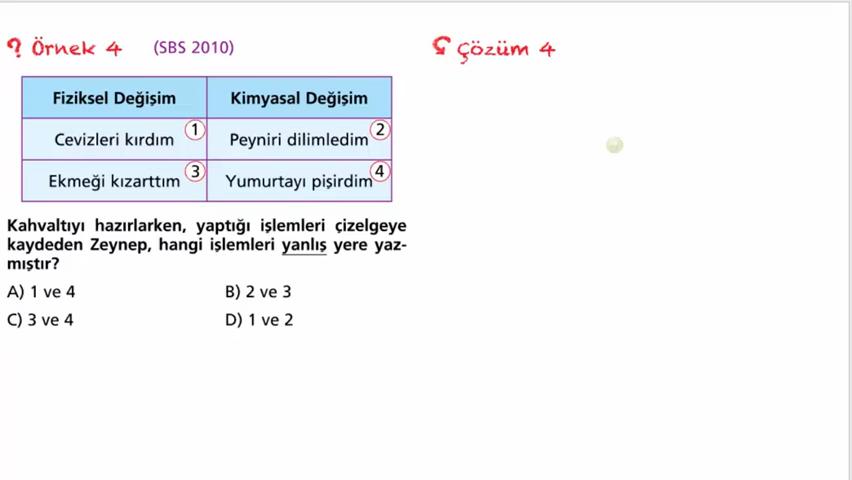 ? Örnek 4 (SBS 2010)
Fiziksel Değişim Kimyasal Değişim
Cevizleri kırdım 1 Peyniri dilimledim 2
Ekmeği kızarttım 3 Yumurtayı pişirdim 4
Kahvaltıyı hazırlarken, yaptığı işlemleri çizelgeye
kaydeden Zeynep, hangi işlemleri yanlış yere yaz-
mıştır?
A) 1 ve 4 B) 2 ve 3
C) 3 ve 4 D) 1 ve 2
Çözüm 4